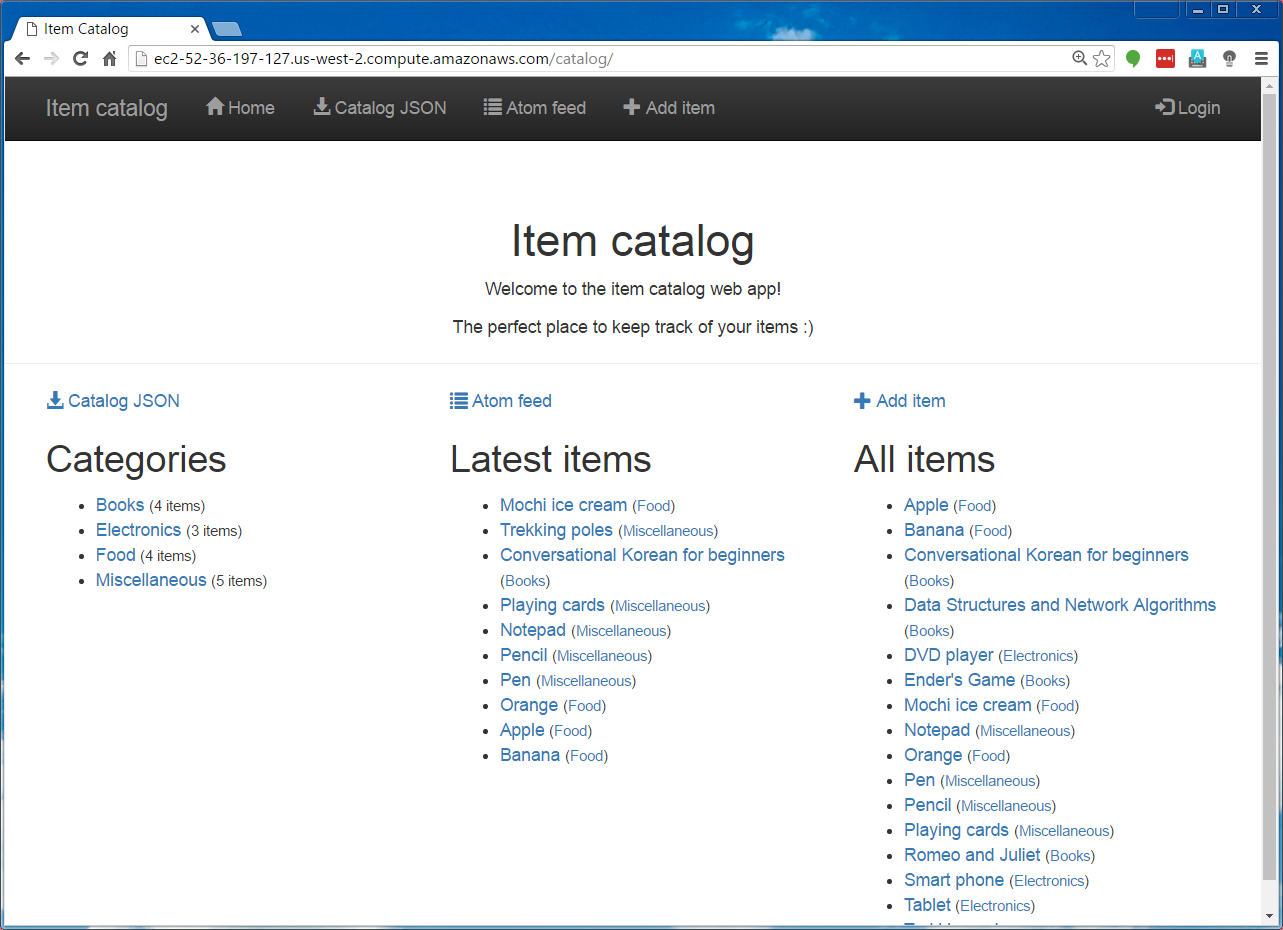 Item Catalog
ec2-52-36-197-127.us-west-2.compute.amazonaws.com/catalog/
Item catalog Home Catalog JSON Atom feed Add item Login
Item catalog
Welcome to the item catalog web app!
The perfect place to keep track of your items :)
Catalog JSON
Categories
Books (4 items)
Electronics (3 items)
Food (4 items)
Miscellaneous (5 items)
Atom feed
Latest items
Mochi ice cream (Food)
Trekking poles (Miscellaneous)
Conversational Korean for beginners
(Books)
Playing cards (Miscellaneous)
Notepad (Miscellaneous)
Pencil (Miscellaneous)
Pen (Miscellaneous)
Orange (Food)
Apple (Food)
Banana (Food)
Add item
All items
Apple (Food)
Banana (Food)
Conversational Korean for beginners
(Books)
Data Structures and Network Algorithms
(Books)
DVD player (Electronics)
Ender's Game (Books)
Mochi ice cream (Food)
Notepad (Miscellaneous)
Orange (Food)
Pen (Miscellaneous)
Pencil (Miscellaneous)
Playing cards (Miscellaneous)
Romeo and Juliet (Books)
Smart phone (Electronics)
Tablet (Electronics)